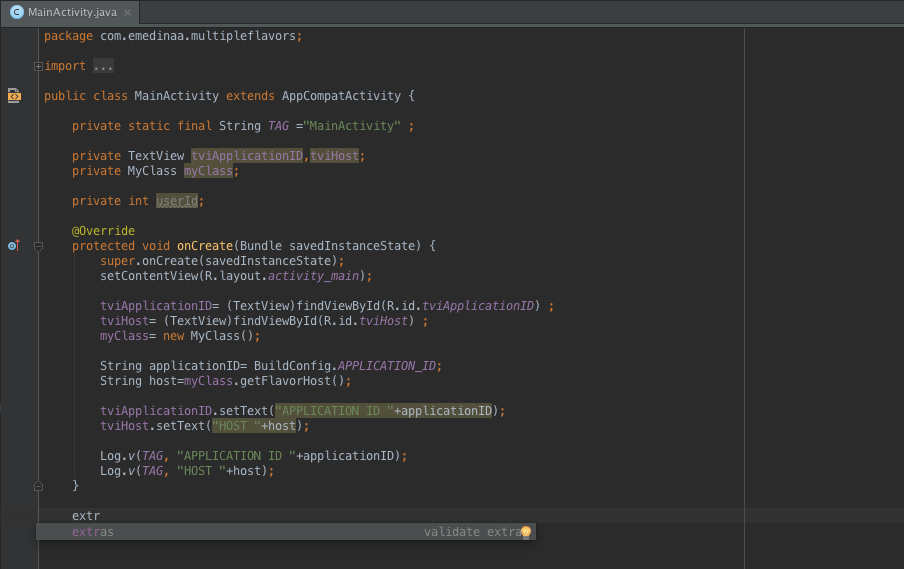 MainActivity.java
package com.emedinaa.multipleflavors;
import ...
public class MainActivity extends AppCompatActivity {
private static final String TAG ="MainActivity" ;
private TextView tviApplicationID,tviHost;
private MyClass myClass;
private int userId;
@Override
protected void onCreate(Bundle savedInstanceState) {
super.onCreate(savedInstanceState);
setContentView(R.layout.activity_main);
tviApplicationID= (TextView)findViewById(R.id.tviApplicationID) ;
tviHost= (TextView)findViewById(R.id.tviHost) ;
myClass= new MyClass();
String applicationID= BuildConfig.APPLICATION_ID;
String host=myClass.getFlavorHost();
tviApplicationID.setText("APPLICATION ID "+applicationID);
tviHost.setText("HOST "+host);
Log.v(TAG, "APPLICATION ID "+applicationID);
Log.v(TAG, "HOST "+host);
}
extr
extras validate extra